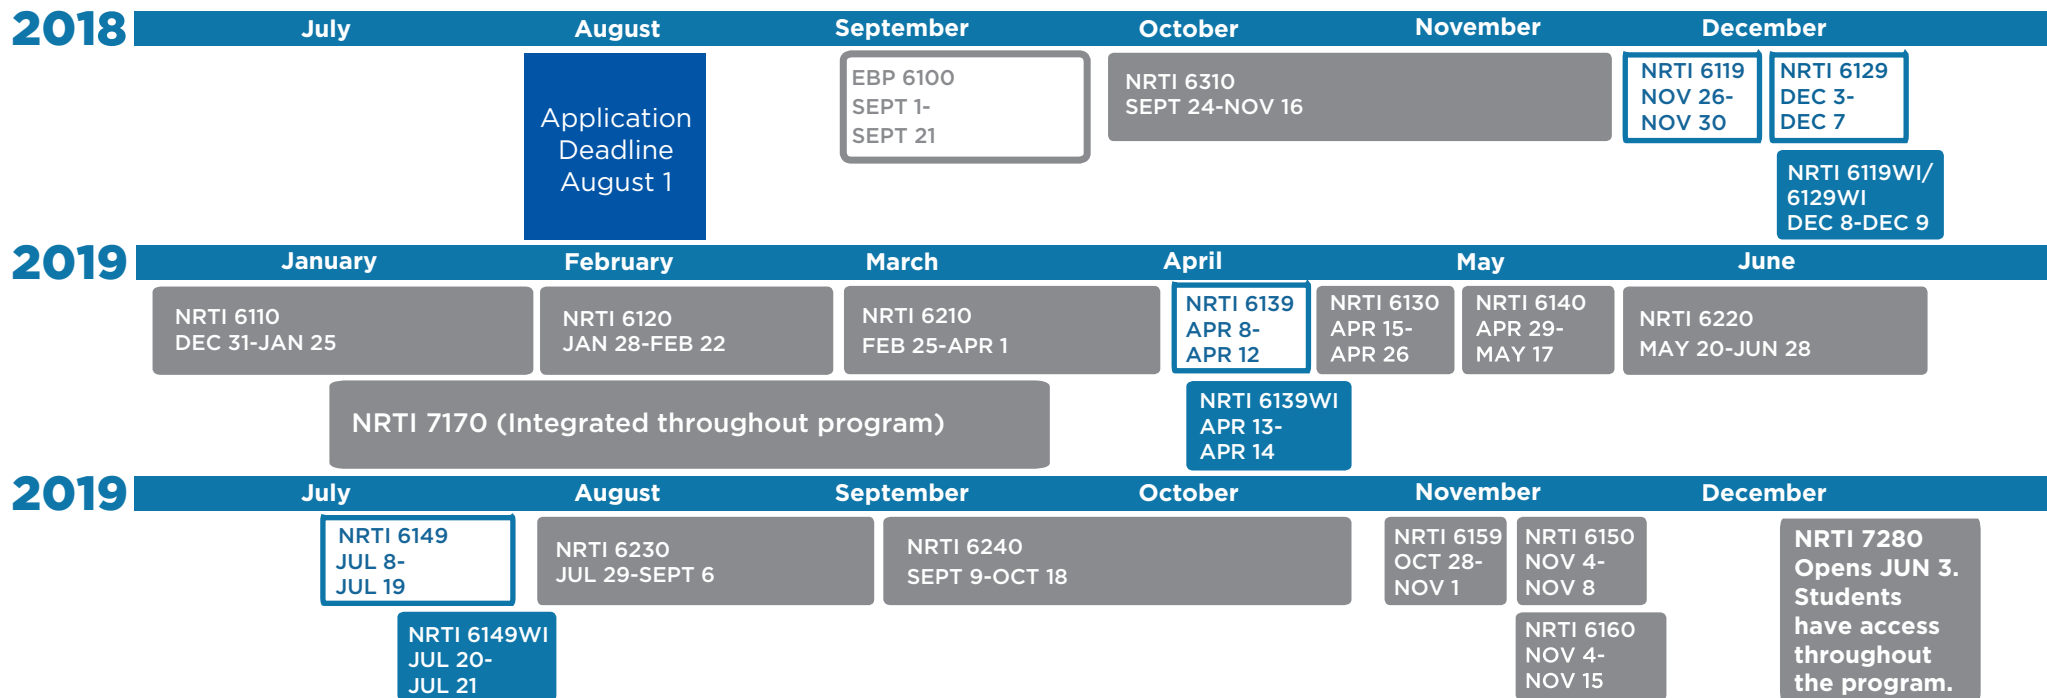 2018
July August September October November December
Application
Deadline
August 1
EBP 6100
SEPT 1-
SEPT 21
NRTI 6310
SEPT 24-NOV 16
NRTI 6119
NOV 26-
NOV 30
NRTI 6129
DEC 3-
DEC 7
NRTI 6119WI/
6129WI
DEC 8-DEC 9
2019
January February March April May June
NRTI 6110
DEC 31-JAN 25
NRTI 6120
JAN 28-FEB 22
NRTI 6210
FEB 25-APR 1
NRTI 6139
APR 8-
APR 12
NRTI 6130
APR 15-
APR 26
NRTI 6140
APR 29-
MAY 17
NRTI 6220
MAY 20-JUN 28
NRTI 7170 (Integrated throughout program)
NRTI 6139WI
APR 13-
APR 14
2019
July August September October November December
NRTI 6149
JUL 8-
JUL 19
NRTI 6230
JUL 29-SEPT 6
NRTI 6240
SEPT 9-OCT 18
NRTI 6159
OCT 28-
NOV 1
NRTI 6150
NOV 4-
NOV 8
NRTI 7280
Opens JUN 3.
Students
have access
throughout
the program.
NRTI 6149WI
JUL 20-
JUL 21
NRTI 6160
NOV 4-
NOV 15